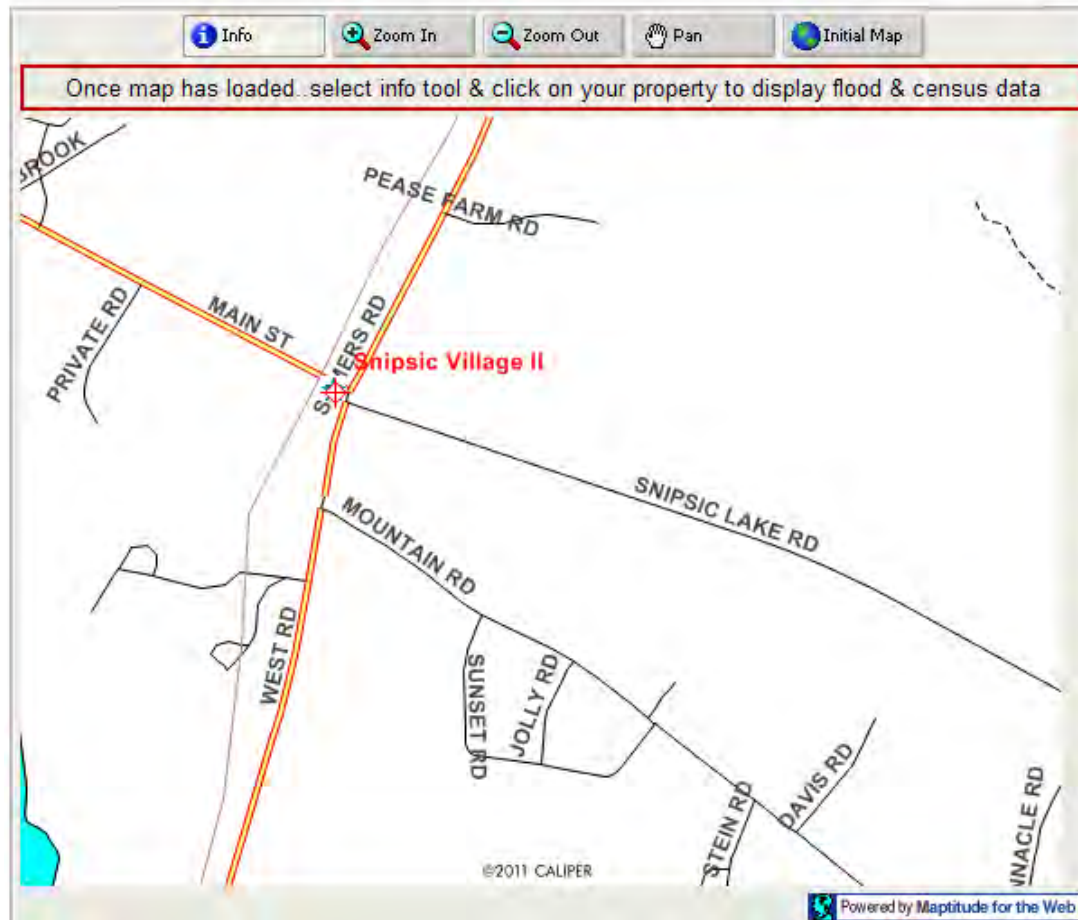 Info
Zoom In
Zoom Out
Pan
Initial Map
Once map has loaded..select info tool & click on your property to display flood & census data
BROOK
PEASE FARM RD
PRIVATE RD
MAIN ST
Snipsic Village II
SNIPSIC LAKE RD
MOUNTAIN RD
WEST RD
SUNSET RD
JOLLY RD
STEIN RD
DAVIS RD
NNACLE RD
©2011 CALIPER
Powered by Maptitude for the Web